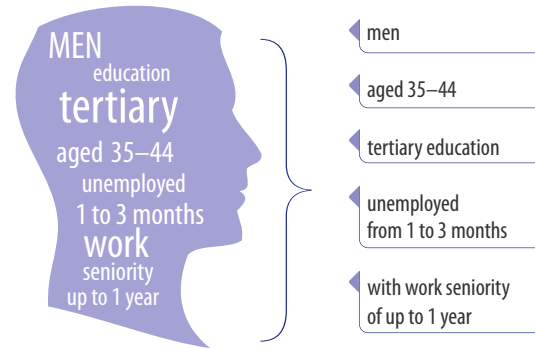 MEN
education
tertiary
aged 35–44
unemployed
1 to 3 months
work
seniority
up to 1 year
men
aged 35–44
tertiary education
unemployed
from 1 to 3 months
with work seniority
of up to 1 year